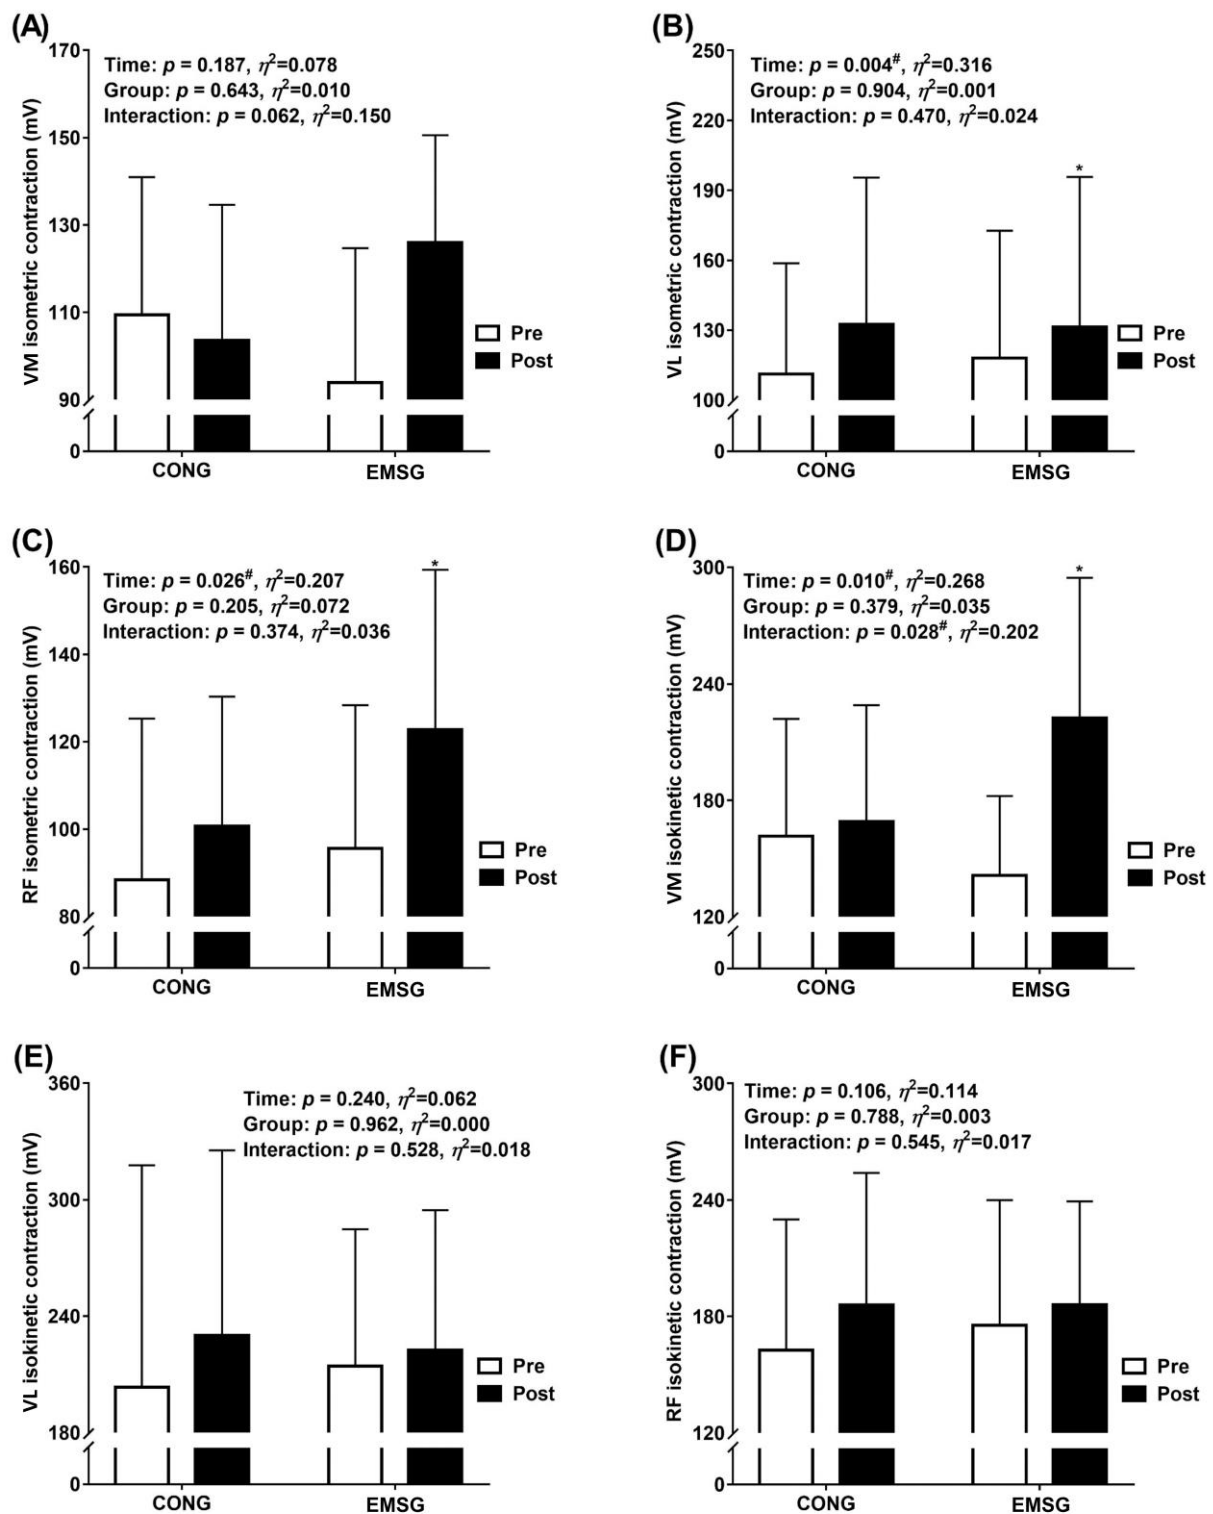 (A)
170
150
130
110
90
0
VM isometric contraction (mV)
Time: p = 0.187, η²=0.078
Group: p = 0.643, η²=0.010
Interaction: p = 0.062, η²=0.150
Pre
Post
CONG
EMSG
(B)
250
220
190
160
130
100
0
VL isometric contraction (mV)
Time: p = 0.004#, η²=0.316
Group: p = 0.904, η²=0.001
Interaction: p = 0.470, η²=0.024
*
Pre
Post
CONG
EMSG
(C)
160
140
120
100
80
0
RF isometric contraction (mV)
Time: p = 0.026#, η²=0.207
Group: p = 0.205, η²=0.072
Interaction: p = 0.374, η²=0.036
*
Pre
Post
CONG
EMSG
(D)
300
240
180
120
0
VM isokinetic contraction (mV)
Time: p = 0.010#, η²=0.268
Group: p = 0.379, η²=0.035
Interaction: p = 0.028#, η²=0.202
*
Pre
Post
CONG
EMSG
(E)
360
300
240
180
0
VL isokinetic contraction (mV)
Time: p = 0.240, η²=0.062
Group: p = 0.962, η²=0.000
Interaction: p = 0.528, η²=0.018
Pre
Post
CONG
EMSG
(F)
300
240
180
120
0
RF isokinetic contraction (mV)
Time: p = 0.106, η²=0.114
Group: p = 0.788, η²=0.003
Interaction: p = 0.545, η²=0.017
Pre
Post
CONG
EMSG